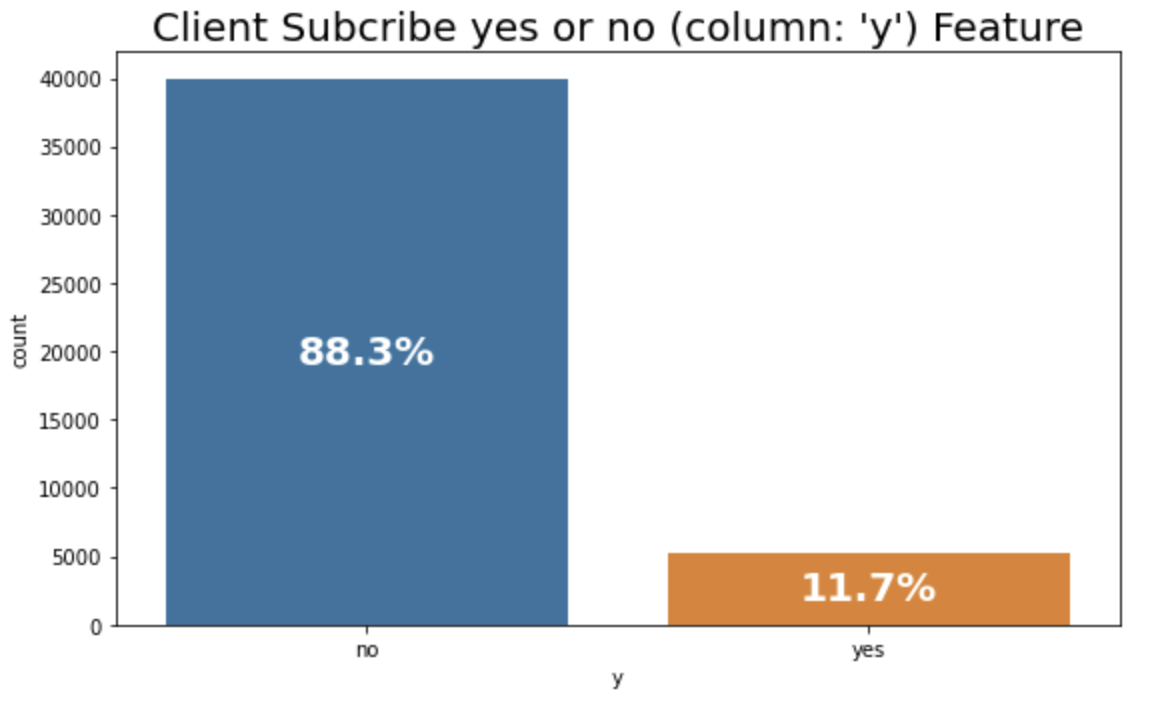 Client Subcribe yes or no (column: 'y') Feature
40000
35000
30000
25000
20000
15000
10000
5000
0
count
88.3%
11.7%
no
yes
y